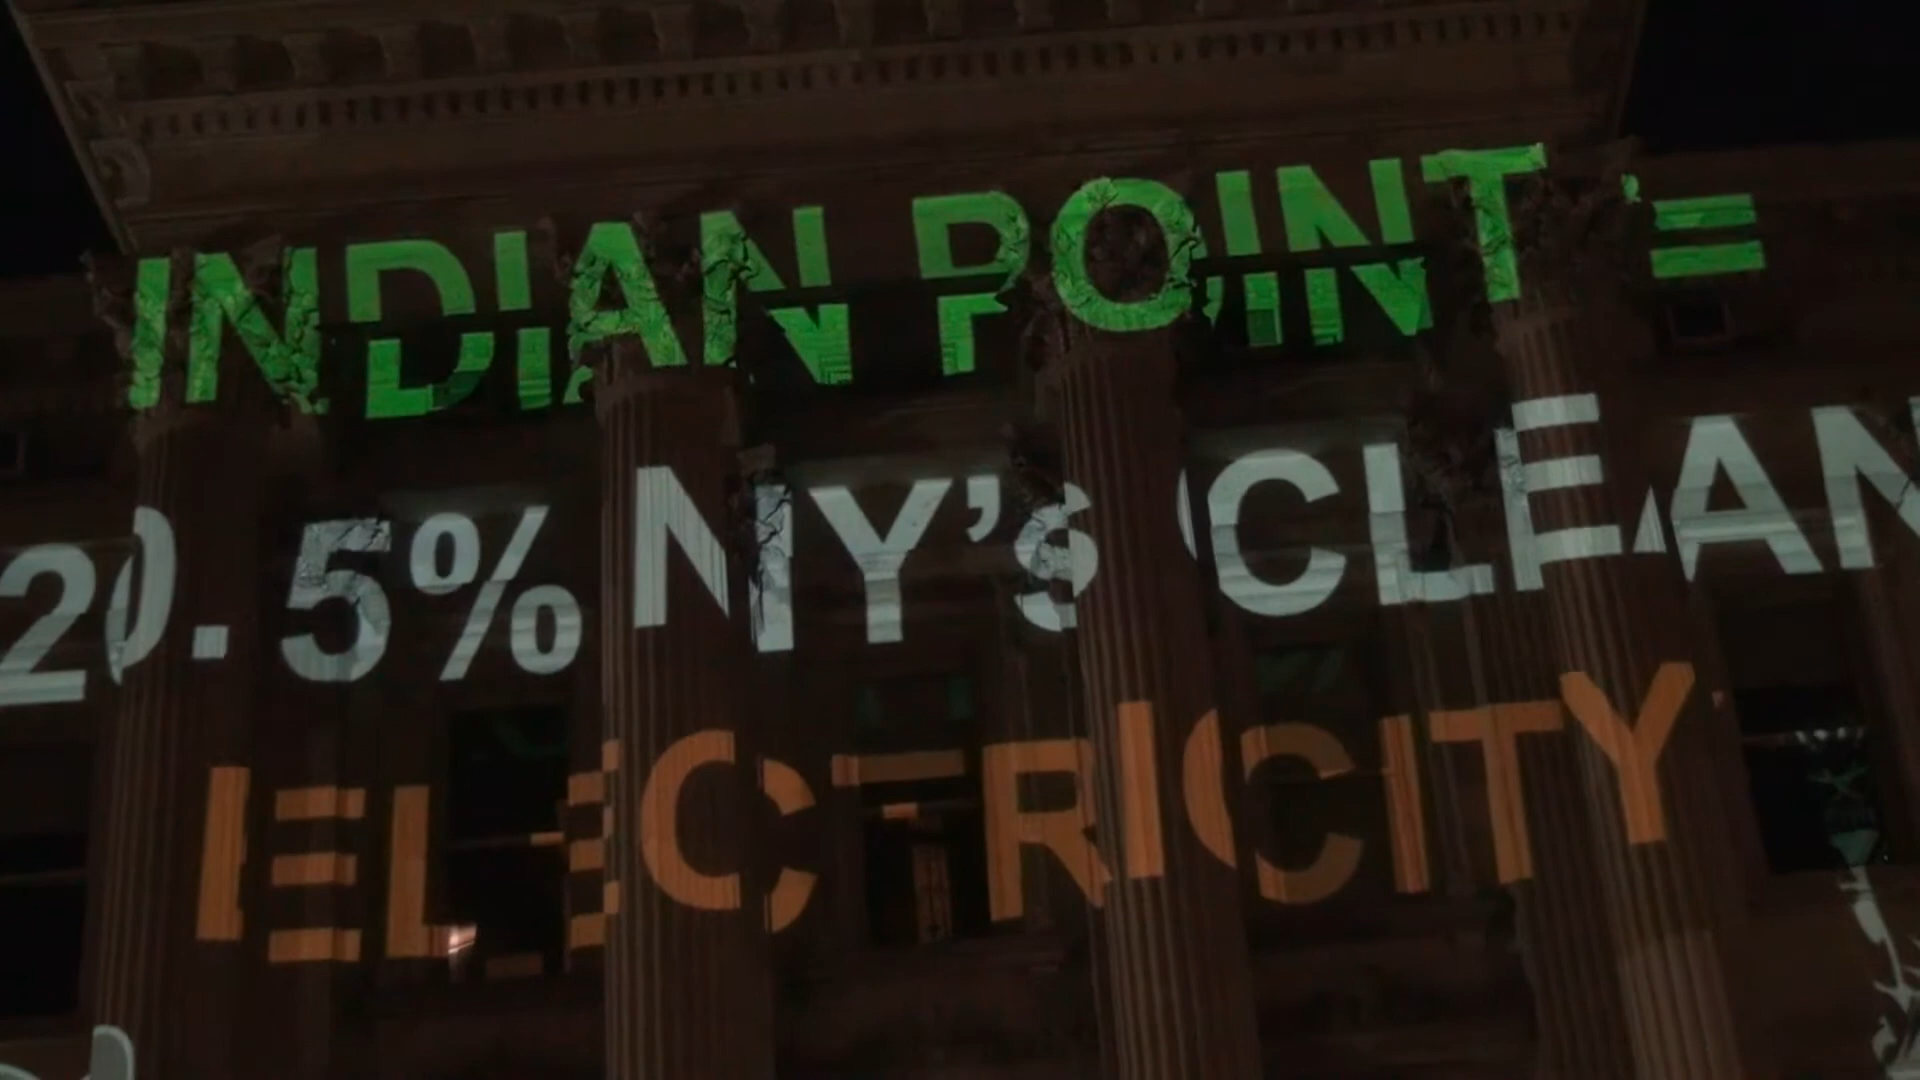 INDIAN POINT =
20.5% NY's CLEAN
ELECTRICITY